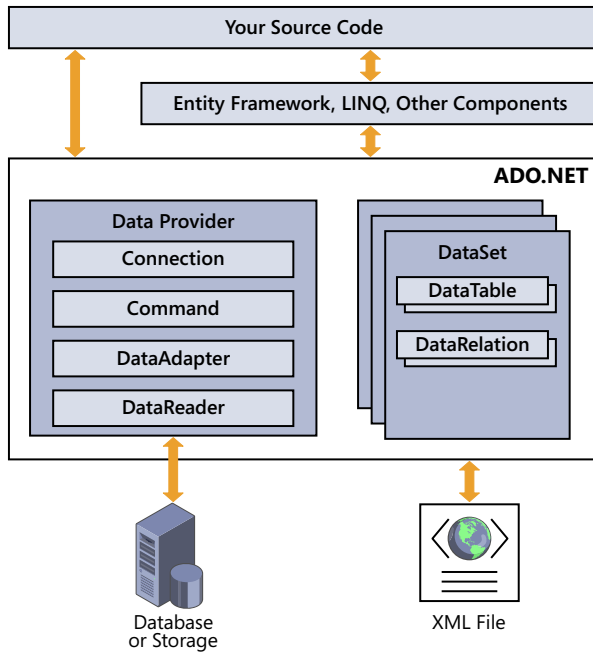 Your Source Code
Entity Framework, LINQ, Other Components
ADO.NET
Data Provider
Connection
Command
DataAdapter
DataReader
DataSet
DataTable
DataRelation
Database
or Storage
XML File